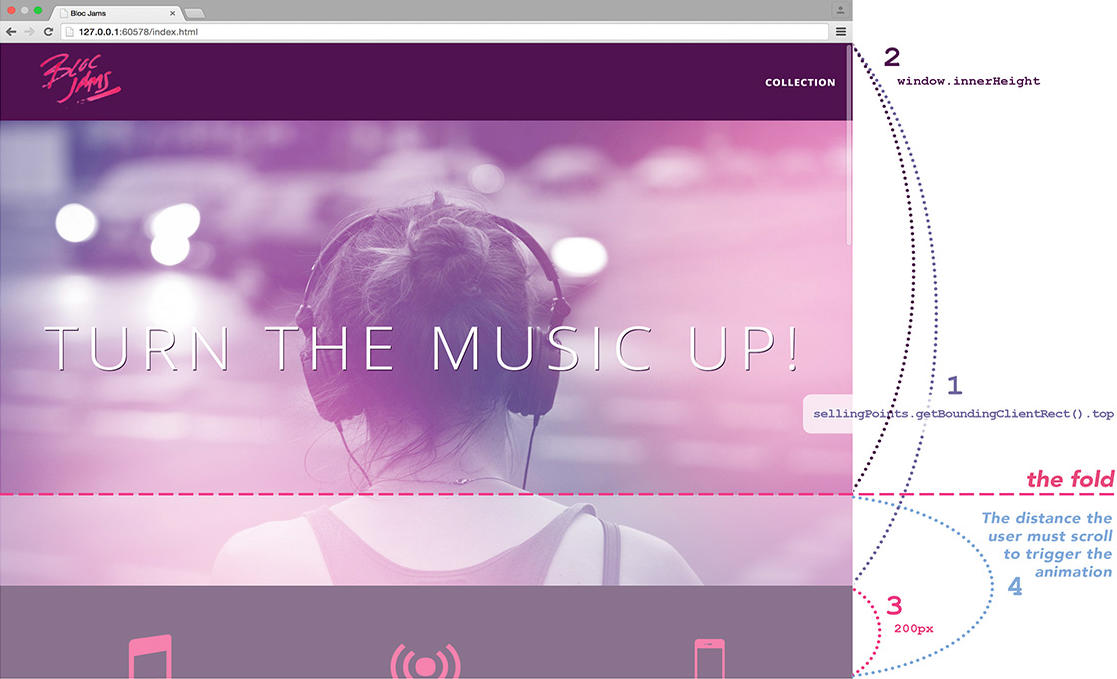 Bloc Jams
127.0.0.1:60578/index.html
Bloc
Jams
COLLECTION
2
window.innerHeight
TURN THE MUSIC UP!
1
sellingPoints.getBoundingClientRect().top
the fold
The distance the
user must scroll
to trigger the
animation
4
3
200px